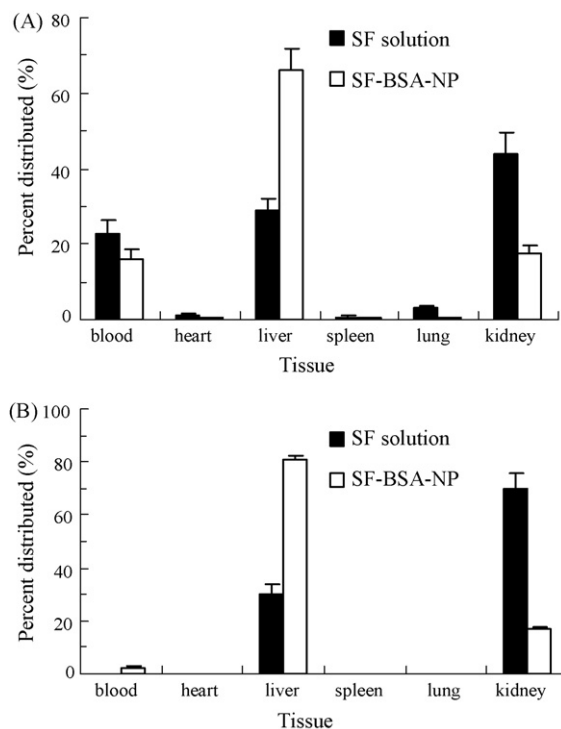 (A)
80
60
40
20
0
Percent distributed (%)
SF solution
SF-BSA-NP
blood heart liver spleen lung kidney
Tissue
(B)
100
80
60
40
20
0
Percent distributed (%)
SF solution
SF-BSA-NP
blood heart liver spleen lung kidney
Tissue